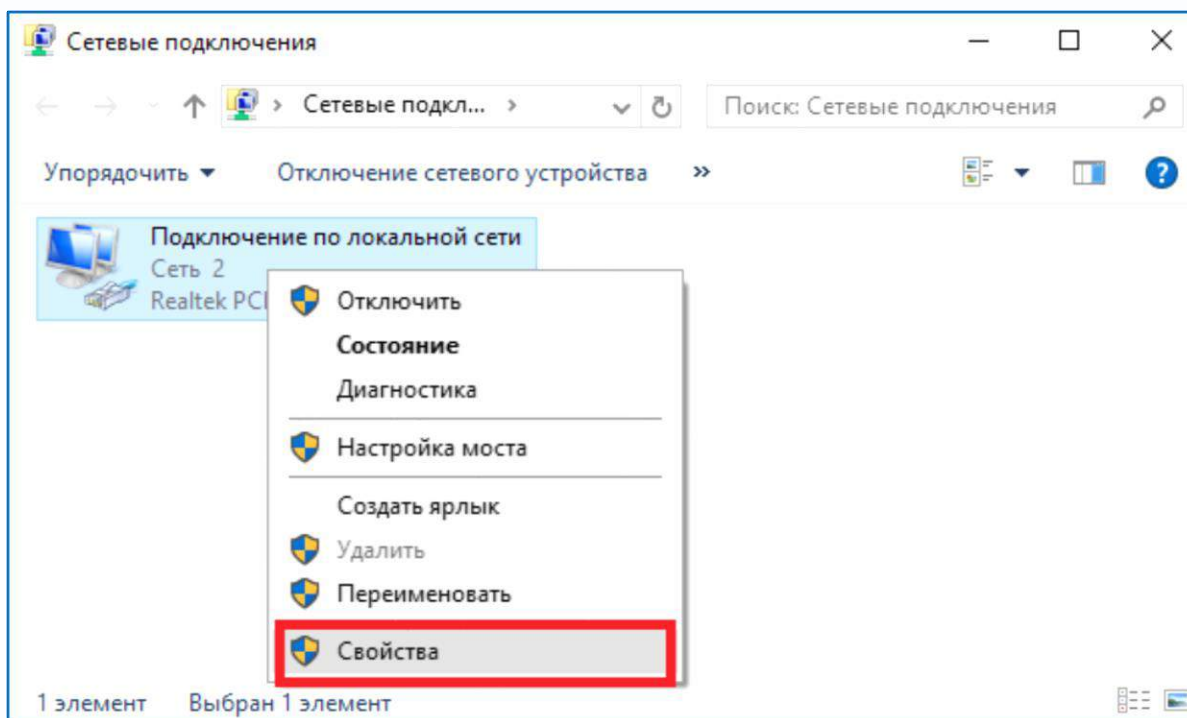 Сетевые подключения
Сетевые подкл...
Поиск: Сетевые подключения
Упорядочить
Отключение сетевого устройства
»
Подключение по локальной сети
Сеть 2
Realtek PCI
Отключить
Состояние
Диагностика
Настройка моста
Создать ярлык
Удалить
Переименовать
Свойства
1 элемент
Выбран 1 элемент